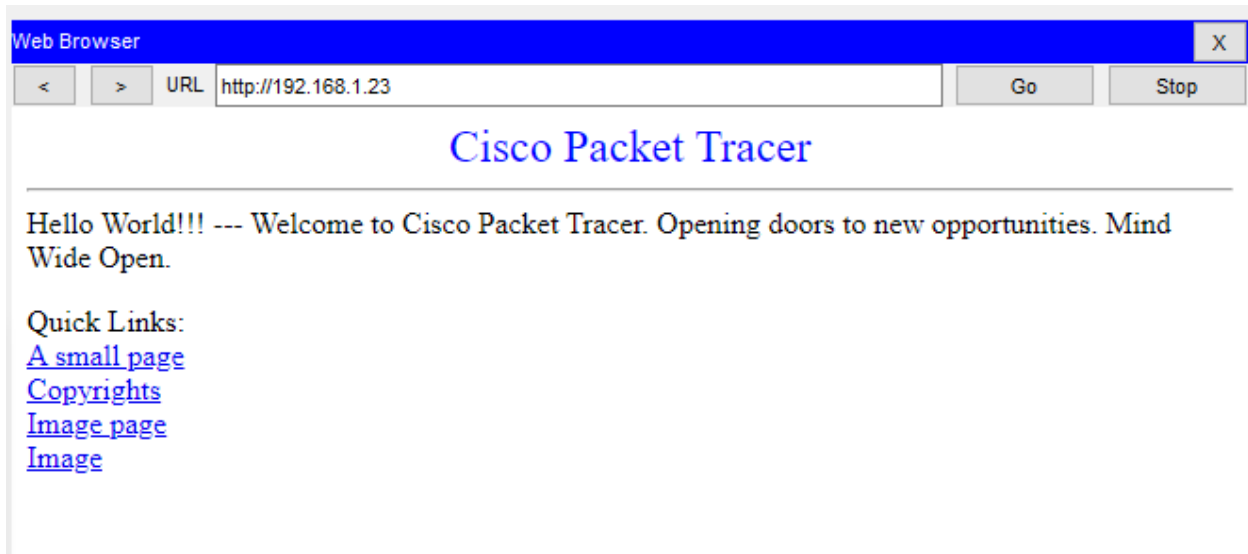 Web Browser X
< > URL http://192.168.1.23 Go Stop
Cisco Packet Tracer
Hello World!!! --- Welcome to Cisco Packet Tracer. Opening doors to new opportunities. Mind
Wide Open.
Quick Links:
A small page
Copyrights
Image page
Image